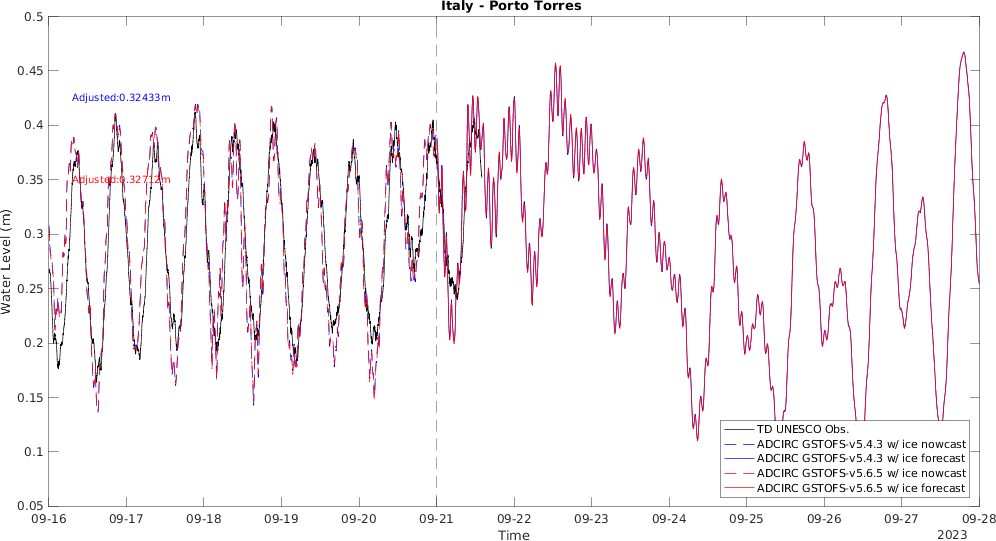 Italy - Porto Torres
0.5
0.45
0.4
0.35
0.3
0.25
0.2
0.15
0.1
0.05
Water Level (m)
Adjusted:0.32433m
Adjusted:0.32712m
TD UNESCO Obs.
ADCIRC GSTOFS-v5.4.3 w/ ice nowcast
ADCIRC GSTOFS-v5.4.3 w/ ice forecast
ADCIRC GSTOFS-v5.6.5 w/ ice nowcast
ADCIRC GSTOFS-v5.6.5 w/ ice forecast
09-16 09-17 09-18 09-19 09-20 09-21 09-22 09-23 09-24 09-25 09-26 09-27 09-28
Time
2023